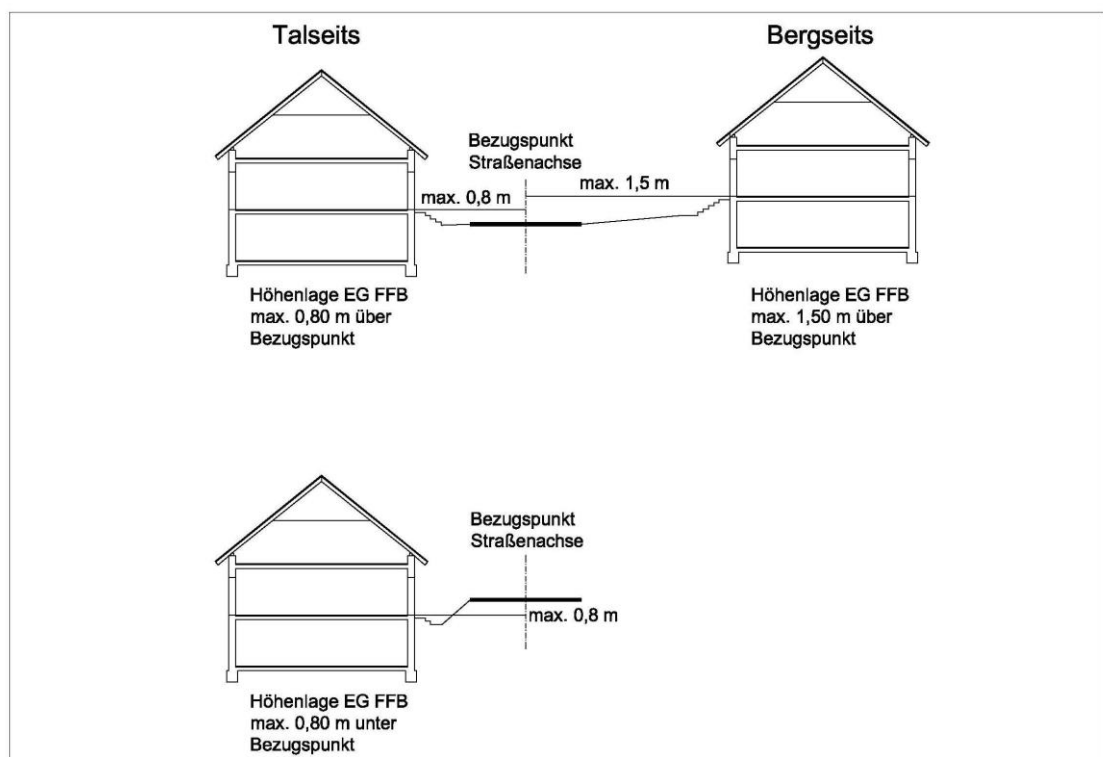 Talseits
Bergseits
Bezugspunkt
Straßenachse
max. 0,8 m
max. 1,5 m
Höhenlage EG FFB
max. 0,80 m über
Bezugspunkt
Höhenlage EG FFB
max. 1,50 m über
Bezugspunkt
Bezugspunkt
Straßenachse
max. 0,8 m
Höhenlage EG FFB
max. 0,80 m unter
Bezugspunkt